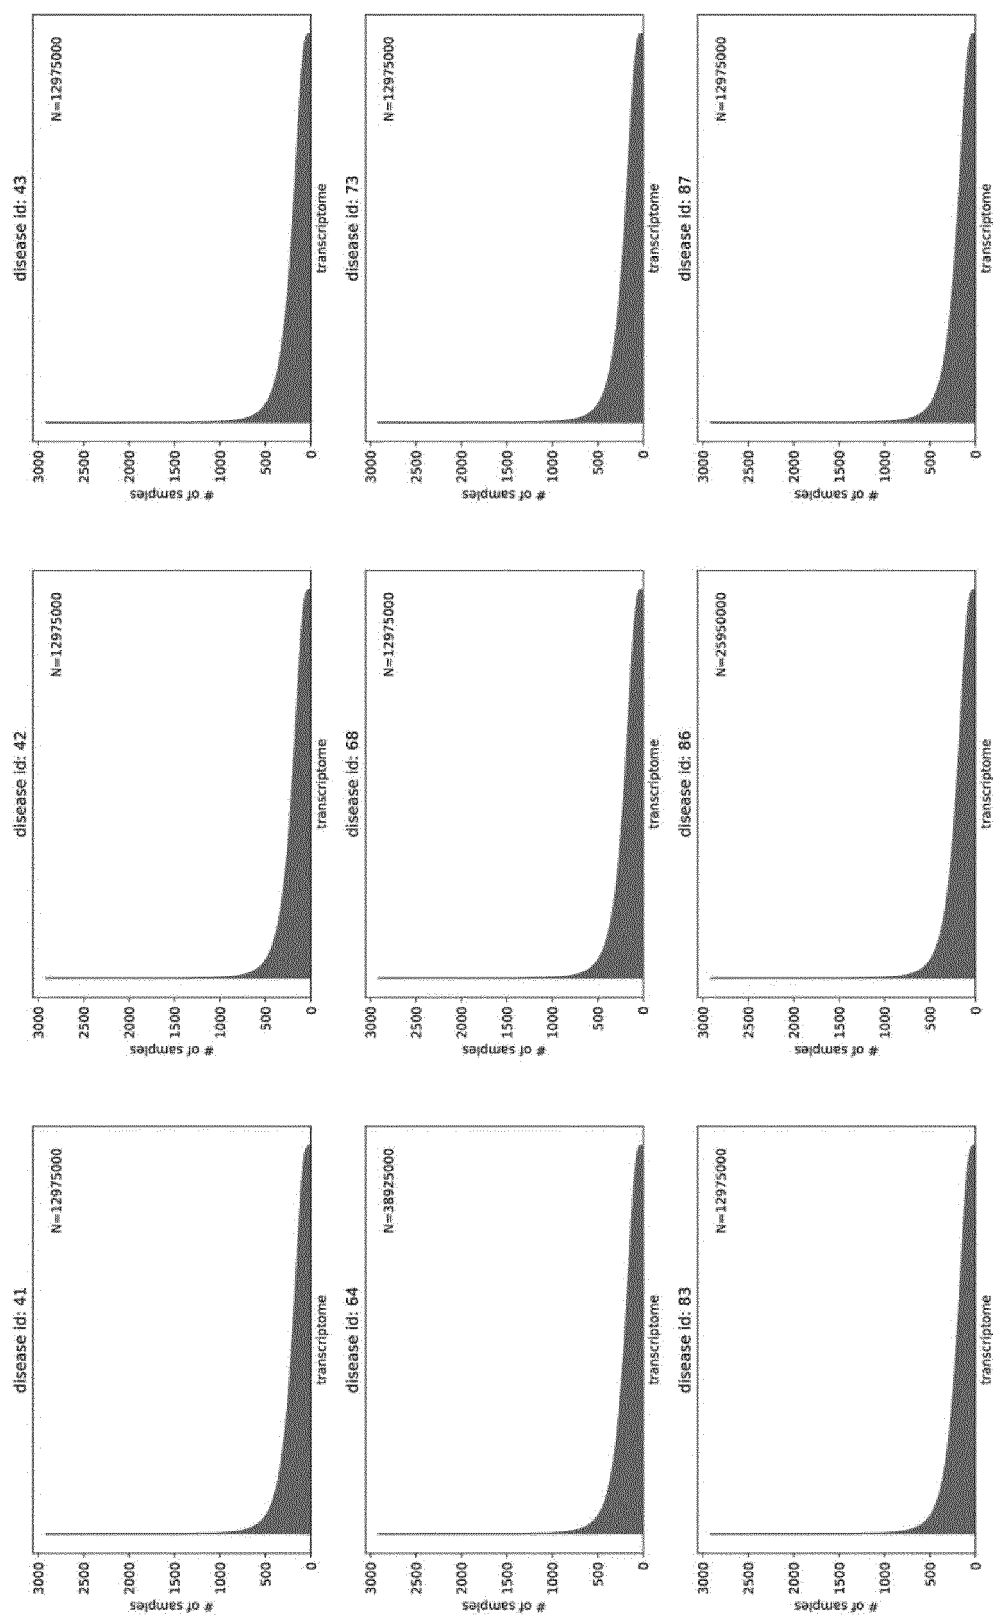 disease id: 41
N=12975000
3000
2500
2000
1500
1000
500
0
# of samples
transcriptome
disease id: 42
N=12975000
3000
2500
2000
1500
1000
500
0
# of samples
transcriptome
disease id: 43
N=12975000
3000
2500
2000
1500
1000
500
0
# of samples
transcriptome
disease id: 64
N=38925000
3000
2500
2000
1500
1000
500
0
# of samples
transcriptome
disease id: 68
N=12975000
3000
2500
2000
1500
1000
500
0
# of samples
transcriptome
disease id: 73
N=12975000
3000
2500
2000
1500
1000
500
0
# of samples
transcriptome
disease id: 83
N=12975000
3000
2500
2000
1500
1000
500
0
# of samples
transcriptome
disease id: 86
N=25950000
3000
2500
2000
1500
1000
500
0
# of samples
transcriptome
disease id: 87
N=12975000
3000
2500
2000
1500
1000
500
0
# of samples
transcriptome